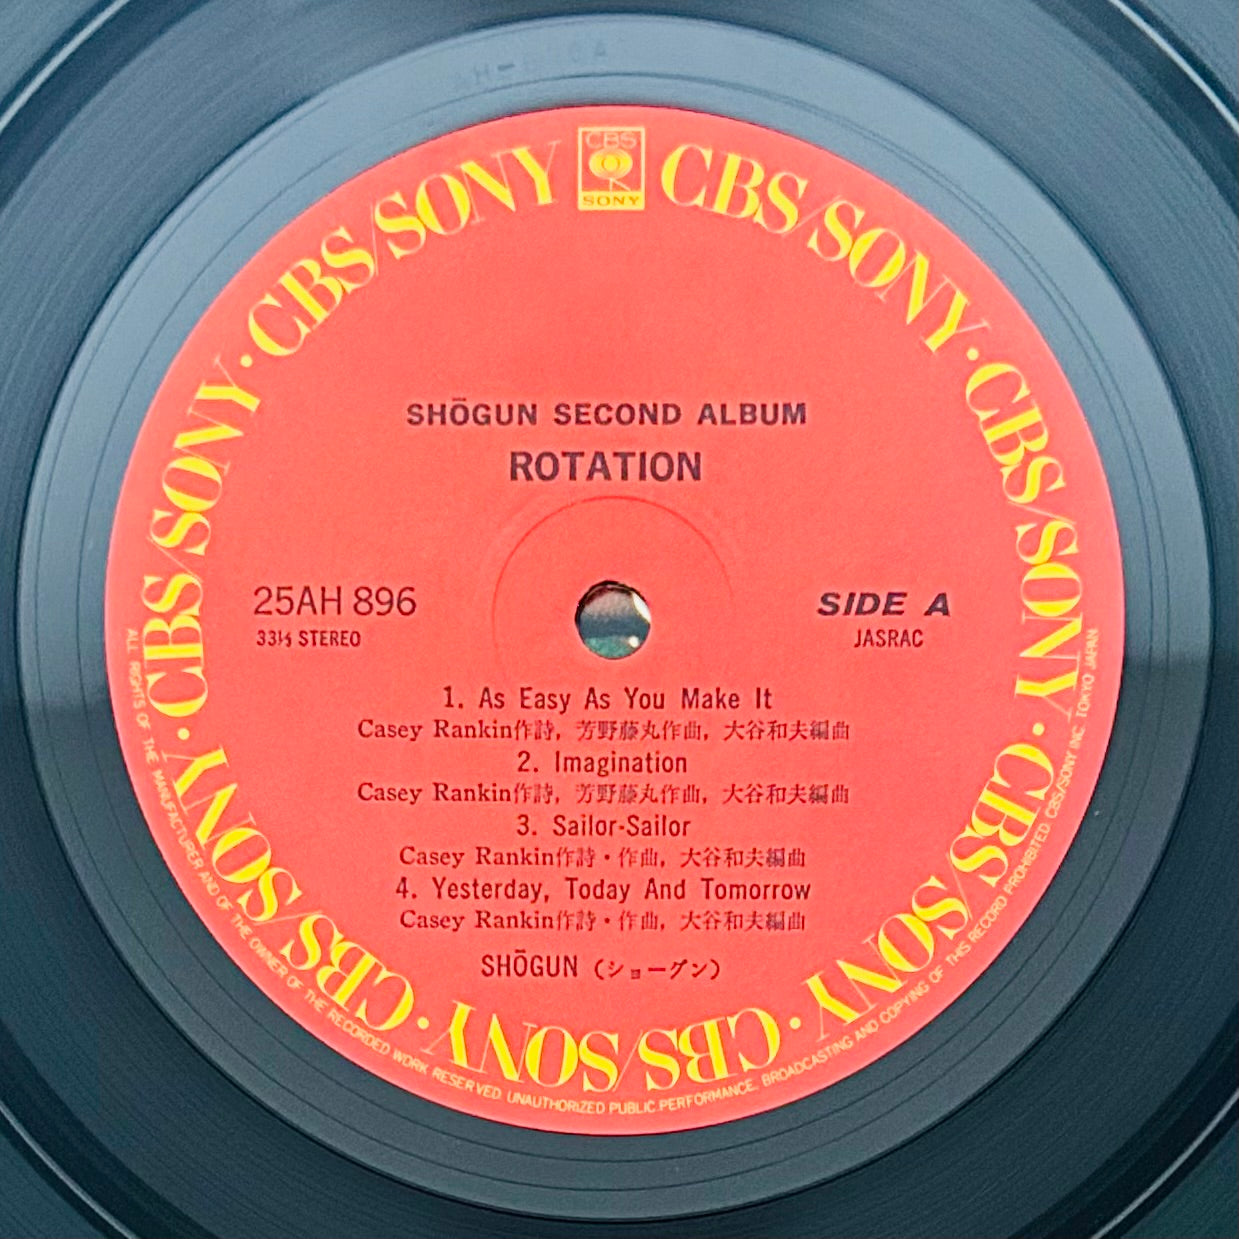 CBS
SONY
CBS/SONY · CBS/SONY · CBS/SONY · CBS/SONY · CBS/SONY · CBS/SONY · CBS/SONY · CBS/SONY
SHŌGUN SECOND ALBUM
ROTATION
25AH 896
33⅓ STEREO
SIDE A
JASRAC
1. As Easy As You Make It
Casey Rankin作詩, 芳野藤丸作曲, 大谷和夫編曲
2. Imagination
Casey Rankin作詩, 芳野藤丸作曲, 大谷和夫編曲
3. Sailor-Sailor
Casey Rankin作詩・作曲, 大谷和夫編曲
4. Yesterday, Today And Tomorrow
Casey Rankin作詩・作曲, 大谷和夫編曲
SHŌGUN (ショーグン)
ALL RIGHTS OF THE MANUFACTURER AND OF THE OWNER OF THE RECORDED WORK RESERVED. UNAUTHORIZED PUBLIC PERFORMANCE, BROADCASTING AND COPYING OF THIS RECORD PROHIBITED. CBS/SONY INC. TOKYO JAPAN